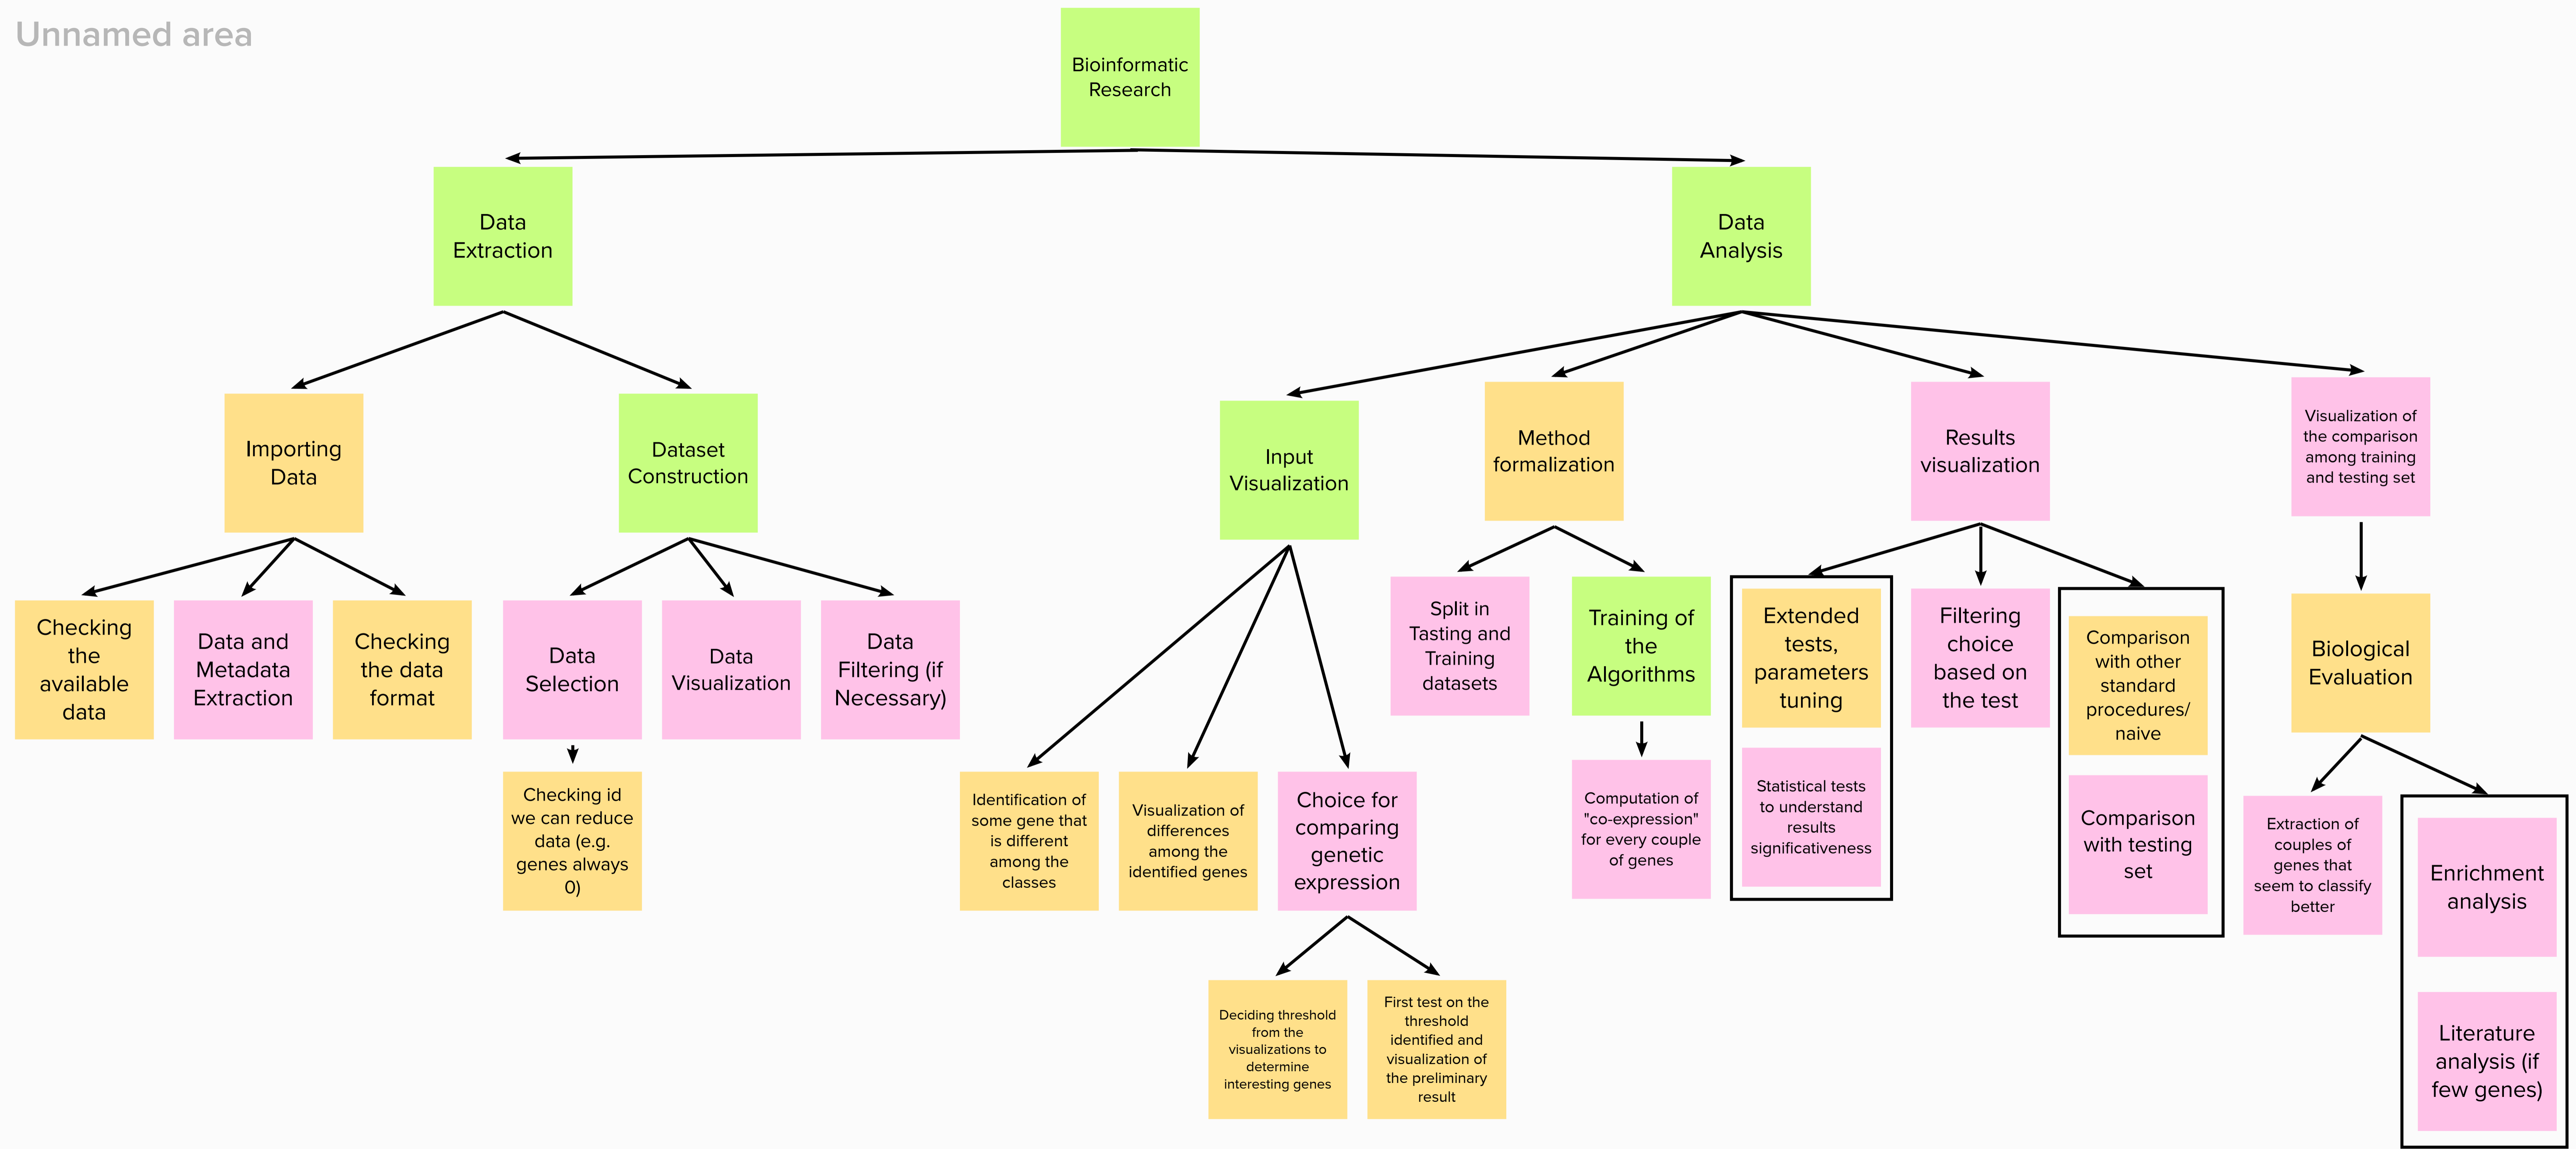 Unnamed area
Bioinformatic
Research
Data
Extraction
Data
Analysis
Importing
Data
Dataset
Construction
Input
Visualization
Method
formalization
Results
visualization
Visualization of
the comparison
among training
and testing set
Checking
the
available
data
Data and
Metadata
Extraction
Checking
the data
format
Data
Selection
Data
Visualization
Data
Filtering (if
Necessary)
Split in
Tasting and
Training
datasets
Training of
the
Algorithms
Extended
tests,
parameters
tuning
Filtering
choice
based on
the test
Comparison
with other
standard
procedures/
naive
Biological
Evaluation
Checking id
we can reduce
data (e.g.
genes always
0)
Identification of
some gene that
is different
among the
classes
Visualization of
differences
among the
identified genes
Choice for
comparing
genetic
expression
Computation of
"co-expression"
for every couple
of genes
Statistical tests
to understand
results
significativeness
Comparison
with testing
set
Extraction of
couples of
genes that
seem to classify
better
Enrichment
analysis
Deciding threshold
from the
visualizations to
determine
interesting genes
First test on the
threshold
identified and
visualization of
the preliminary
result
Literature
analysis (if
few genes)